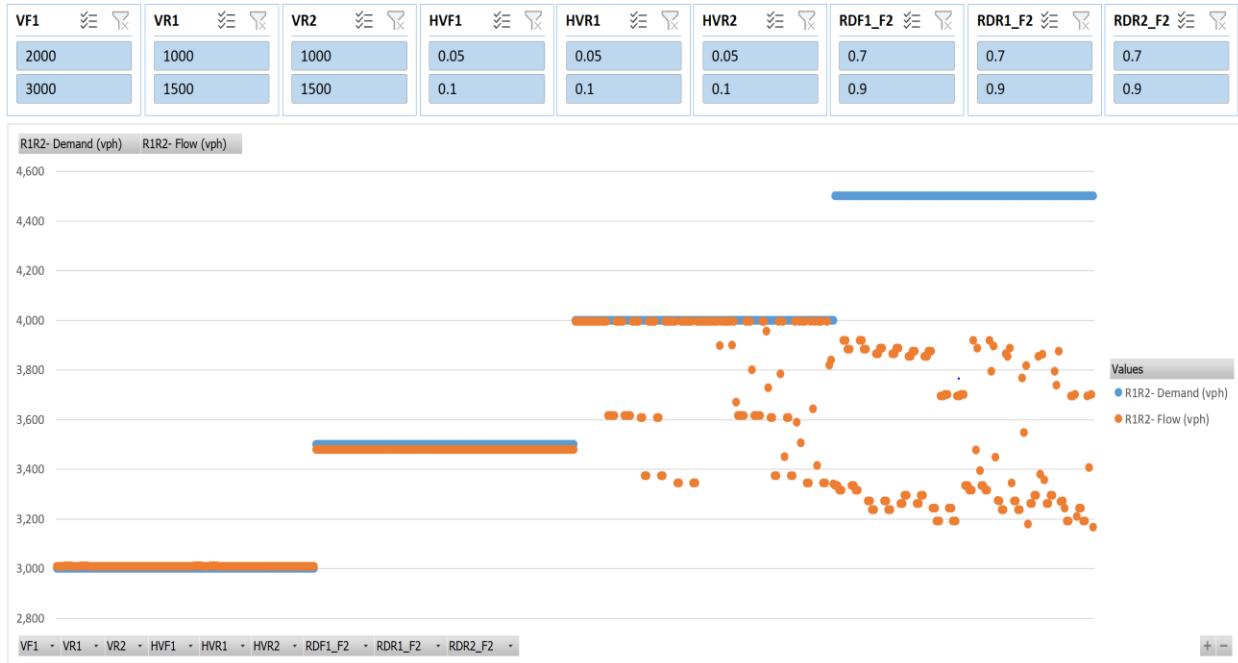 VF1 VR1 VR2 HVF1 HVR1 HVR2 RDF1_F2 RDR1_F2 RDR2_F2
2000 1000 1000 0.05 0.05 0.05 0.7 0.7 0.7
3000 1500 1500 0.1 0.1 0.1 0.9 0.9 0.9
R1R2- Demand (vph) R1R2- Flow (vph)
4,600
4,400
4,200
4,000
3,800
3,600
3,400
3,200
3,000
2,800
Values
R1R2- Demand (vph)
R1R2- Flow (vph)
VF1 VR1 VR2 HVF1 HVR1 HVR2 RDF1_F2 RDR1_F2 RDR2_F2
+ −